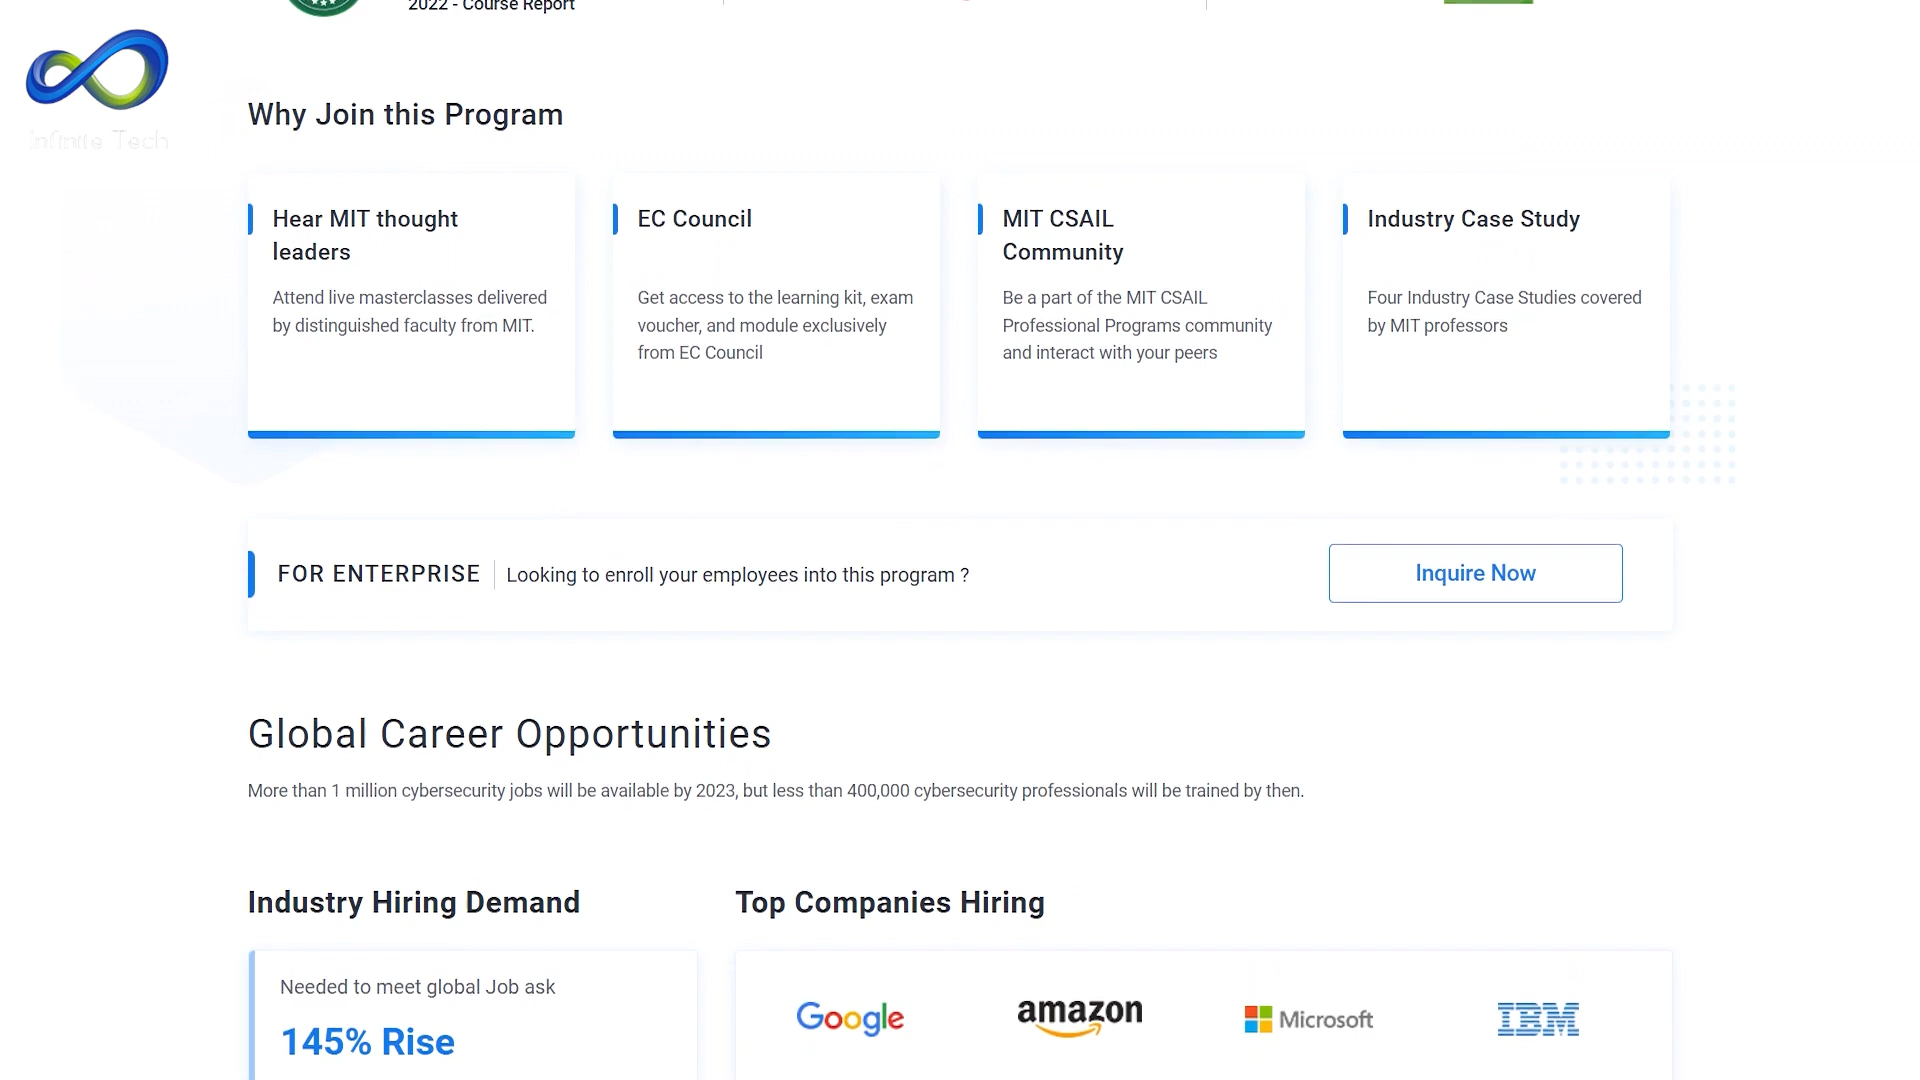 2022 - Course Report
Infinite Tech
Why Join this Program
Hear MIT thought
leaders
Attend live masterclasses delivered
by distinguished faculty from MIT.
EC Council
Get access to the learning kit, exam
voucher, and module exclusively
from EC Council
MIT CSAIL
Community
Be a part of the MIT CSAIL
Professional Programs community
and interact with your peers
Industry Case Study
Four Industry Case Studies covered
by MIT professors
FOR ENTERPRISE
Looking to enroll your employees into this program ?
Inquire Now
Global Career Opportunities
More than 1 million cybersecurity jobs will be available by 2023, but less than 400,000 cybersecurity professionals will be trained by then.
Industry Hiring Demand
Needed to meet global Job ask
145% Rise
Top Companies Hiring
Google
amazon
Microsoft
IBM